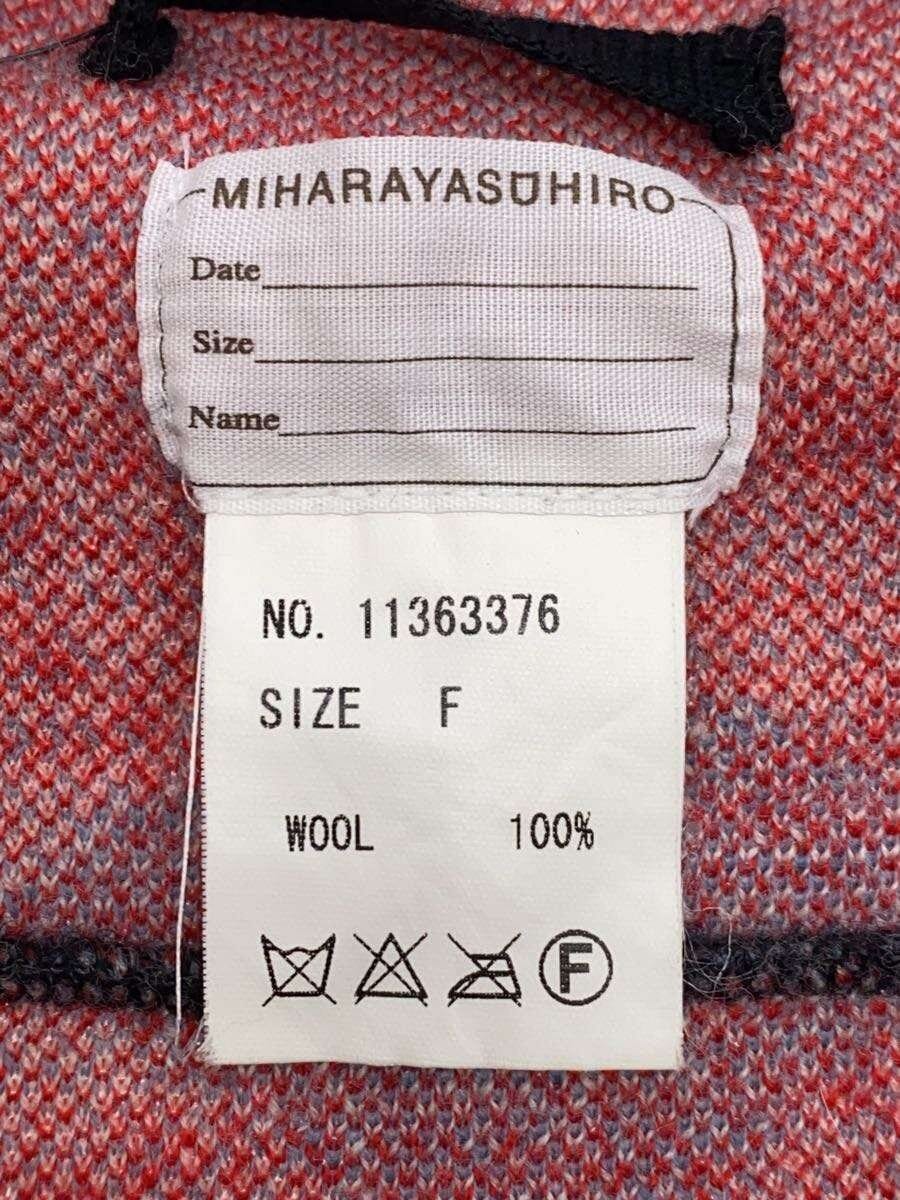 MIHARAYASUHIRO
Date
Size
Name
NO. 11363376
SIZE F
WOOL 100%
F